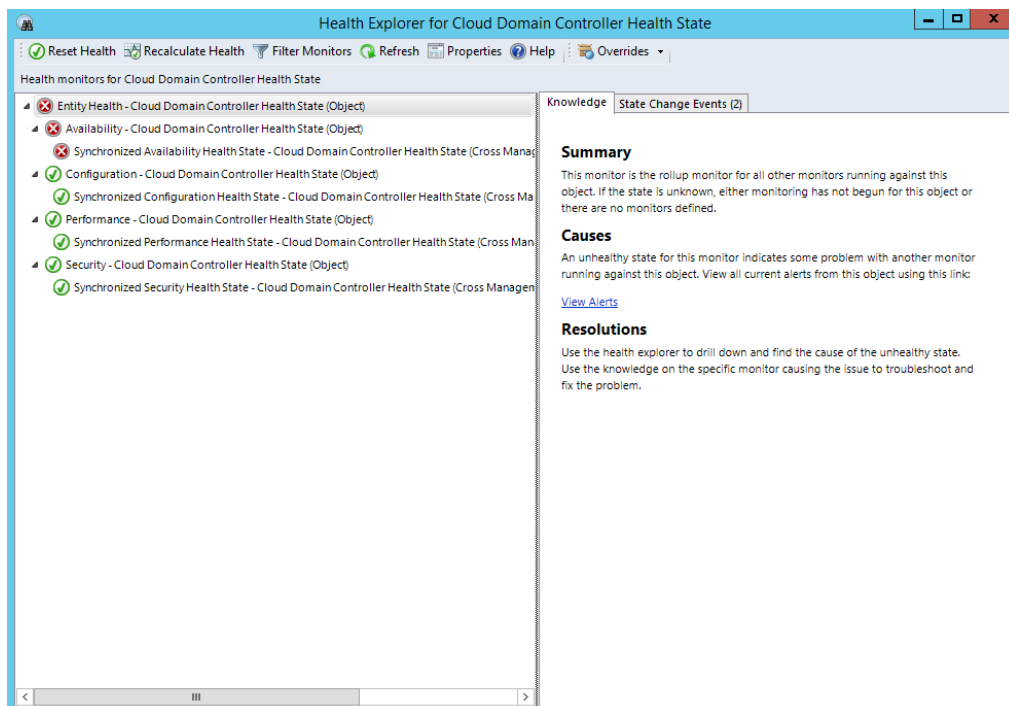 Health Explorer for Cloud Domain Controller Health State
Reset Health Recalculate Health Filter Monitors Refresh Properties Help Overrides
Health monitors for Cloud Domain Controller Health State
Entity Health - Cloud Domain Controller Health State (Object)
Availability - Cloud Domain Controller Health State (Object)
Synchronized Availability Health State - Cloud Domain Controller Health State (Cross Manag
Configuration - Cloud Domain Controller Health State (Object)
Synchronized Configuration Health State - Cloud Domain Controller Health State (Cross Ma
Performance - Cloud Domain Controller Health State (Object)
Synchronized Performance Health State - Cloud Domain Controller Health State (Cross Man
Security - Cloud Domain Controller Health State (Object)
Synchronized Security Health State - Cloud Domain Controller Health State (Cross Managem
Knowledge State Change Events (2)
Summary
This monitor is the rollup monitor for all other monitors running against this
object. If the state is unknown, either monitoring has not begun for this object or
there are no monitors defined.
Causes
An unhealthy state for this monitor indicates some problem with another monitor
running against this object. View all current alerts from this object using this link:
View Alerts
Resolutions
Use the health explorer to drill down and find the cause of the unhealthy state.
Use the knowledge on the specific monitor causing the issue to troubleshoot and
fix the problem.